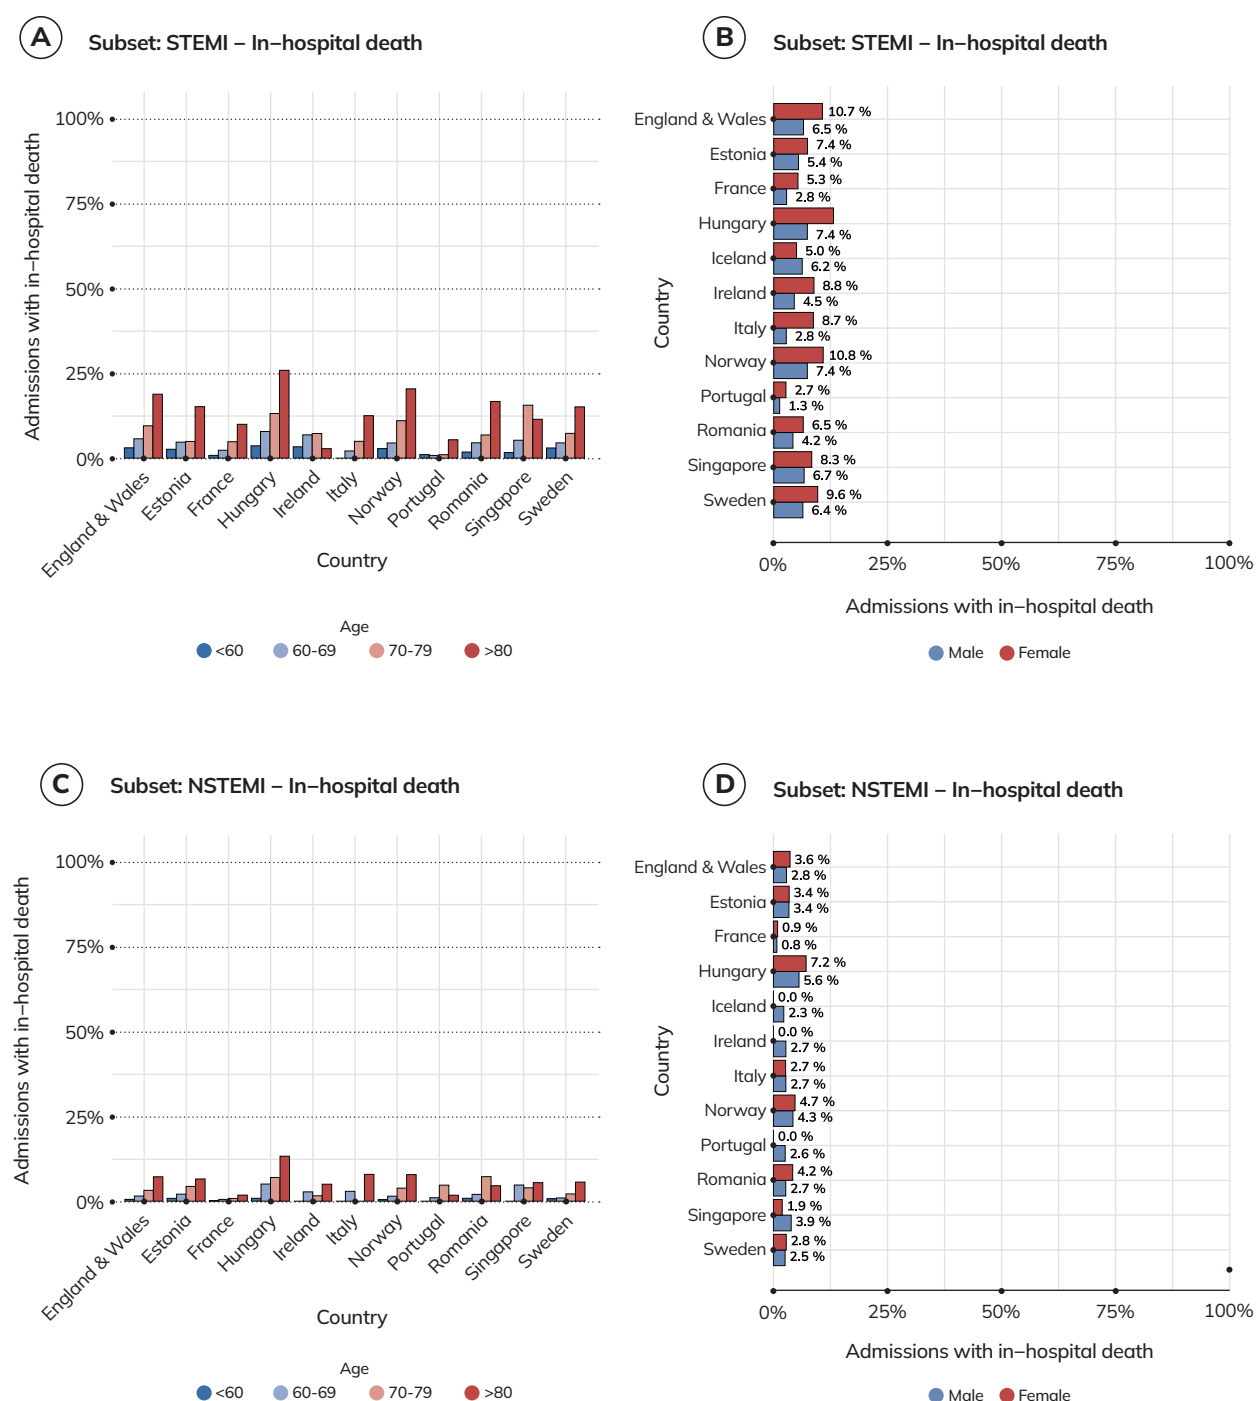 A
Subset: STEMI – In–hospital death
Admissions with in–hospital death
100%
75%
50%
25%
0%
England & Wales
Estonia
France
Hungary
Ireland
Italy
Norway
Portugal
Romania
Singapore
Sweden
Country
Age
<60
60-69
70-79
>80
B
Subset: STEMI – In–hospital death
Country
England & Wales
10.7 %
6.5 %
Estonia
7.4 %
5.4 %
France
5.3 %
2.8 %
Hungary
7.4 %
Iceland
5.0 %
6.2 %
Ireland
8.8 %
4.5 %
Italy
8.7 %
2.8 %
Norway
10.8 %
7.4 %
Portugal
2.7 %
1.3 %
Romania
6.5 %
4.2 %
Singapore
8.3 %
6.7 %
Sweden
9.6 %
6.4 %
0%
25%
50%
75%
100%
Admissions with in–hospital death
Male
Female
C
Subset: NSTEMI – In–hospital death
Admissions with in–hospital death
100%
75%
50%
25%
0%
England & Wales
Estonia
France
Hungary
Ireland
Italy
Norway
Portugal
Romania
Singapore
Sweden
Country
Age
<60
60-69
70-79
>80
D
Subset: NSTEMI – In–hospital death
Country
England & Wales
3.6 %
2.8 %
Estonia
3.4 %
3.4 %
France
0.9 %
0.8 %
Hungary
7.2 %
5.6 %
Iceland
0.0 %
2.3 %
Ireland
0.0 %
2.7 %
Italy
2.7 %
2.7 %
Norway
4.7 %
4.3 %
Portugal
0.0 %
2.6 %
Romania
4.2 %
2.7 %
Singapore
1.9 %
3.9 %
Sweden
2.8 %
2.5 %
0%
25%
50%
75%
100%
Admissions with in–hospital death
Male
Female